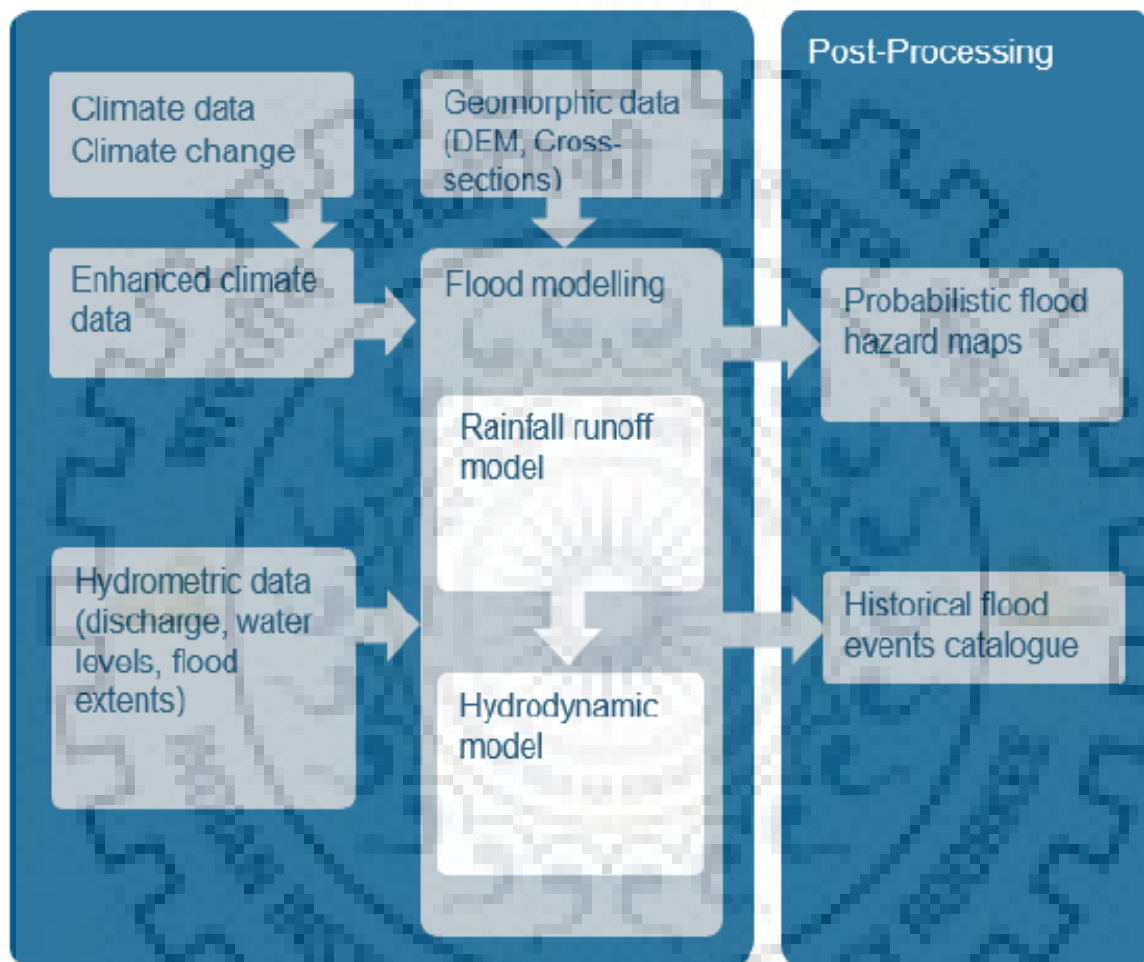 Post-Processing
Climate data
Climate change
Geomorphic data
(DEM, Cross-
sections)
Enhanced climate
data
Flood modelling
Probabilistic flood
hazard maps
Rainfall runoff
model
Hydrometric data
(discharge, water
levels, flood
extents)
Historical flood
events catalogue
Hydrodynamic
model